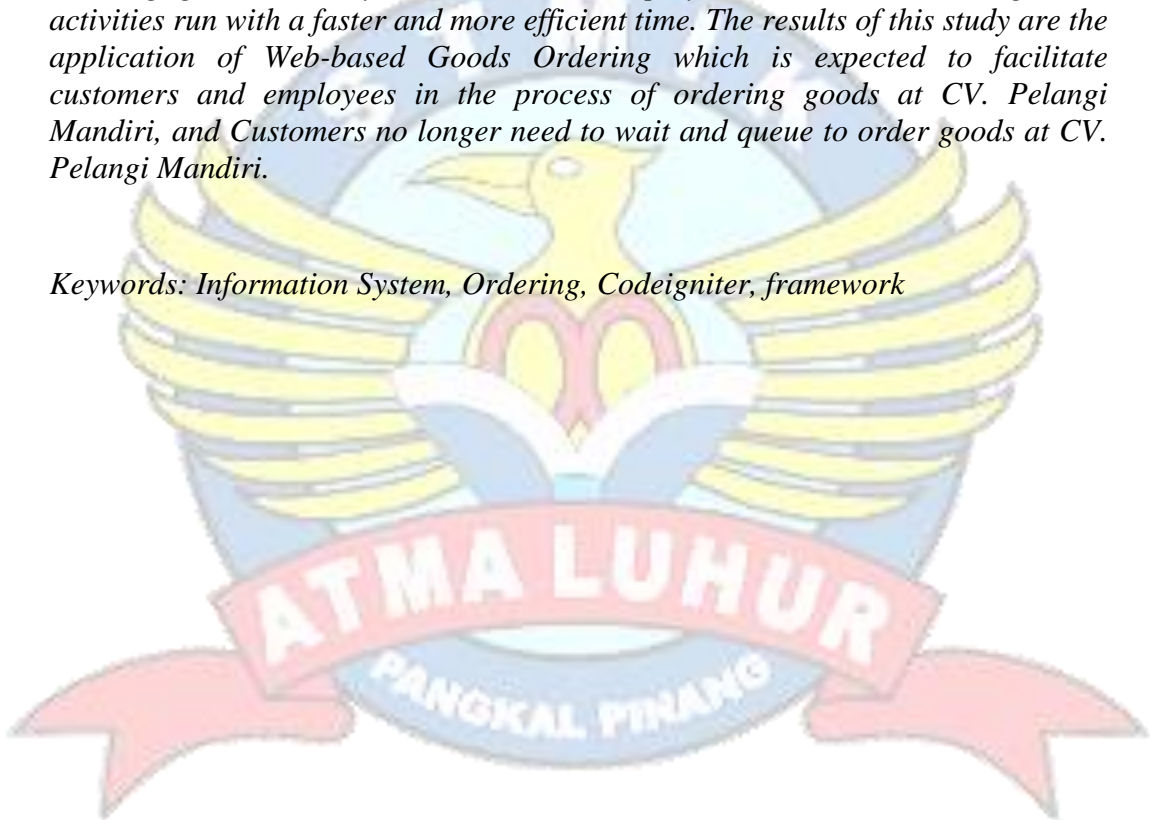 activities run with a faster and more efficient time. The results of this study are the
application of Web-based Goods Ordering which is expected to facilitate
customers and employees in the process of ordering goods at CV. Pelangi
Mandiri, and Customers no longer need to wait and queue to order goods at CV.
Pelangi Mandiri.
Keywords: Information System, Ordering, Codeigniter, framework
ATMA LUHUR
PANGKAL PINANG